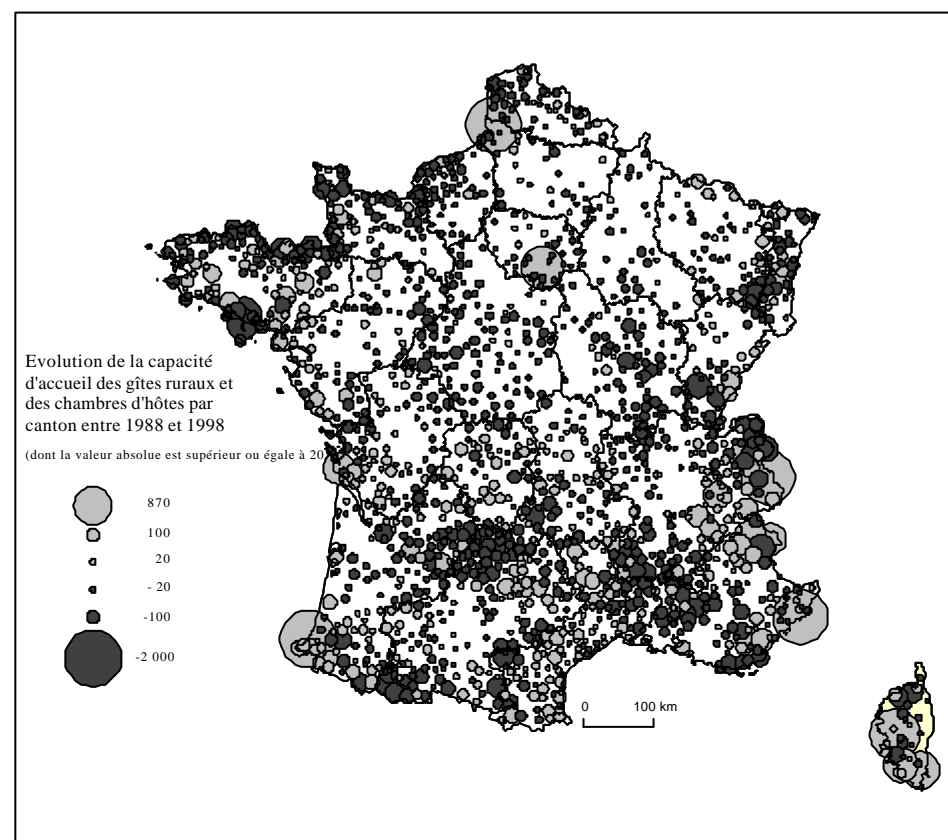 Evolution de la capacité
d'accueil des gîtes ruraux et
des chambres d'hôtes par
canton entre 1988 et 1998
(dont la valeur absolue est supérieur ou égale à 20
870
100
20
- 20
-100
-2 000
0 100 km